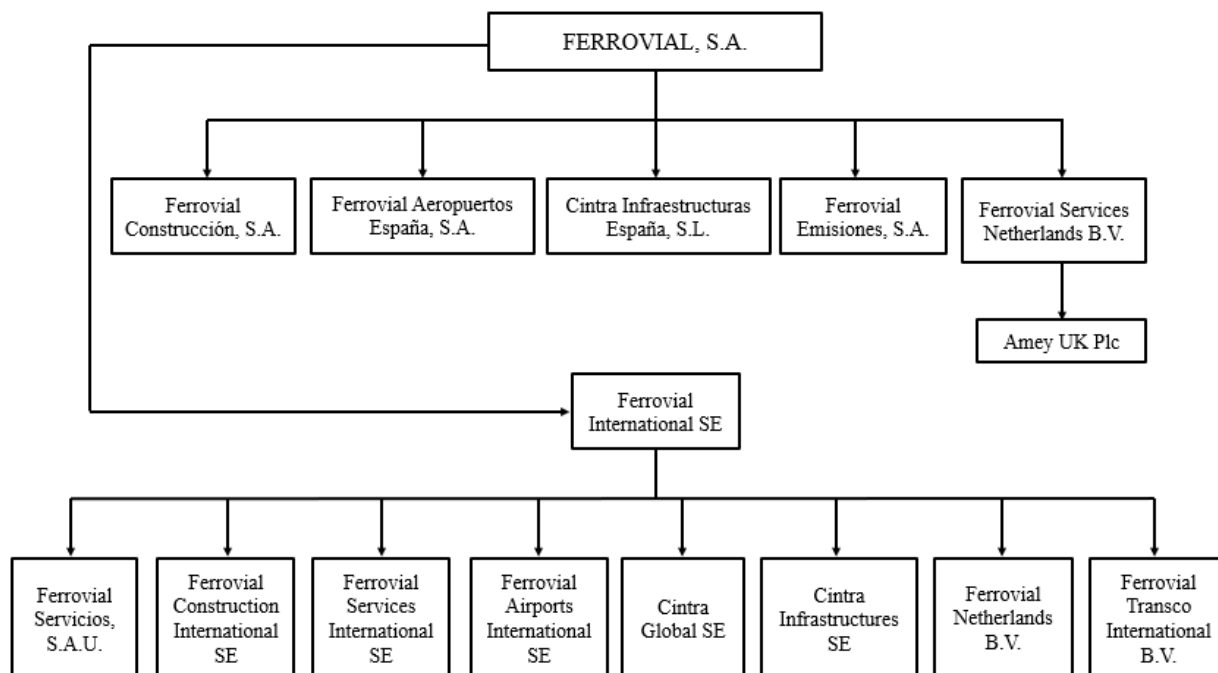 FERROVIAL, S.A.
Ferrovial
Construcción, S.A.
Ferrovial Aeropuertos
España, S.A.
Cintra Infraestructuras
España, S.L.
Ferrovial
Emisiones, S.A.
Ferrovial Services
Netherlands B.V.
Amey UK Plc
Ferrovial
International SE
Ferrovial
Servicios,
S.A.U.
Ferrovial
Construction
International
SE
Ferrovial
Services
International
SE
Ferrovial
Airports
International
SE
Cintra
Global SE
Cintra
Infrastructures
SE
Ferrovial
Netherlands
B.V.
Ferrovial
Transco
International
B.V.